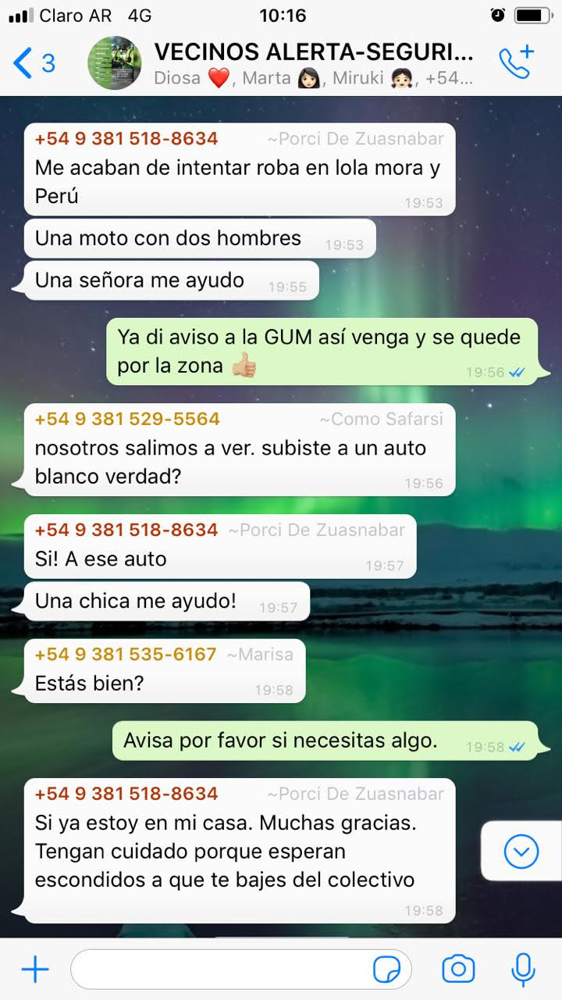 Claro AR 4G 10:16
3 VECINOS ALERTA-SEGURI...
Diosa ❤️, Marta 👩🏻, Miruki 👧🏻, +54...
+54 9 381 518-8634 ~Porci De Zuasnabar
Me acaban de intentar roba en lola mora y
Perú 19:53
Una moto con dos hombres 19:53
Una señora me ayudo 19:55
Ya di aviso a la GUM así venga y se quede
por la zona 👍🏼 19:56
+54 9 381 529-5564 ~Como Safarsi
nosotros salimos a ver. subiste a un auto
blanco verdad? 19:56
+54 9 381 518-8634 ~Porci De Zuasnabar
Si! A ese auto 19:57
Una chica me ayudo! 19:57
+54 9 381 535-6167 ~Marisa
Estás bien? 19:58
Avisa por favor si necesitas algo. 19:58
+54 9 381 518-8634 ~Porci De Zuasnabar
Si ya estoy en mi casa. Muchas gracias.
Tengan cuidado porque esperan
escondidos a que te bajes del colectivo
19:58